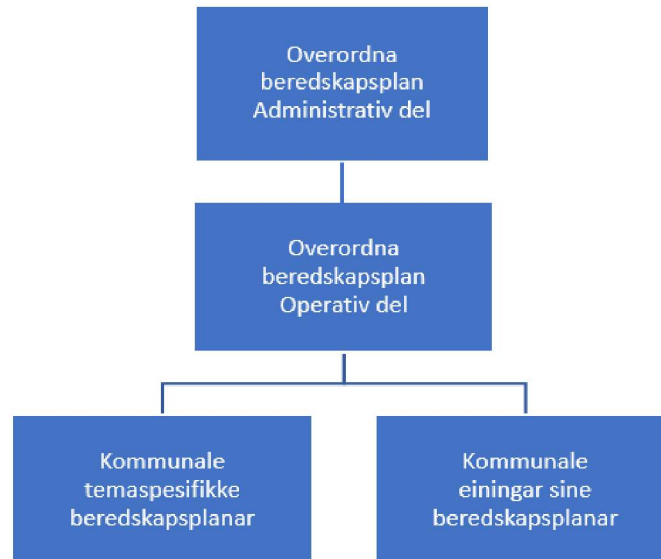 Overordna
beredskapsplan
Administrativ del
Overordna
beredskapsplan
Operativ del
Kommunale
temaspesifikke
beredskapsplanar
Kommunale
einingar sine
beredskapsplanar